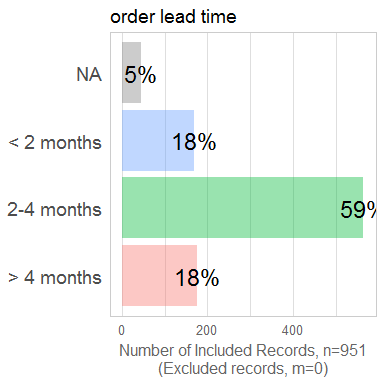 order lead time
NA 5%
< 2 months 18%
2-4 months 59%
> 4 months 18%
0 200 400
Number of Included Records, n=951
(Excluded records, m=0)